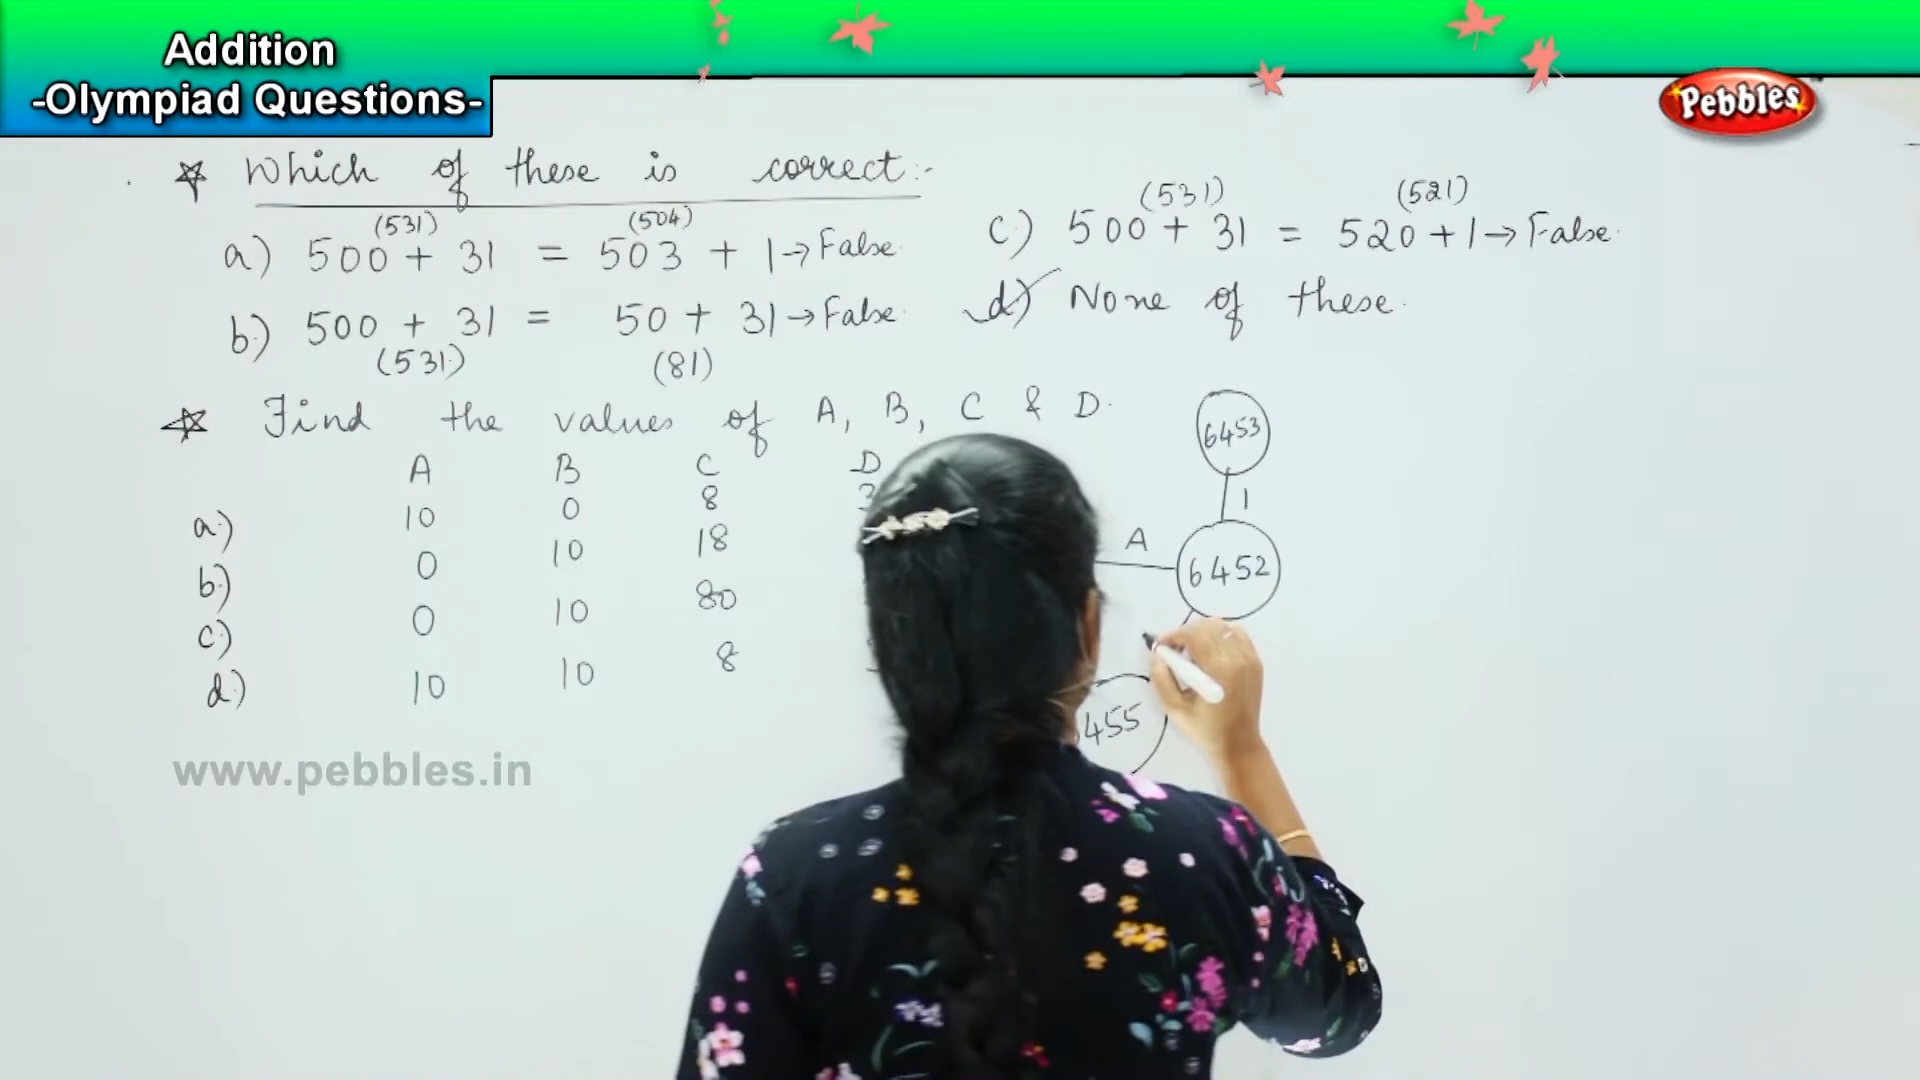 Addition
-Olympiad Questions-
Pebbles
Which of these is correct:-
(531) (504)
a) 500 + 31 = 503 + 1 → False
b) 500 + 31 = 50 + 31 → False
(531) (81)
(531) (521)
c) 500 + 31 = 520 + 1 → False
d) None of these.
Find the values of A, B, C & D.
A B C D
a) 10 0 8
b) 0 10 18
c) 0 10 80
d) 10 10 8
6453
1
A
6452
455
www.pebbles.in